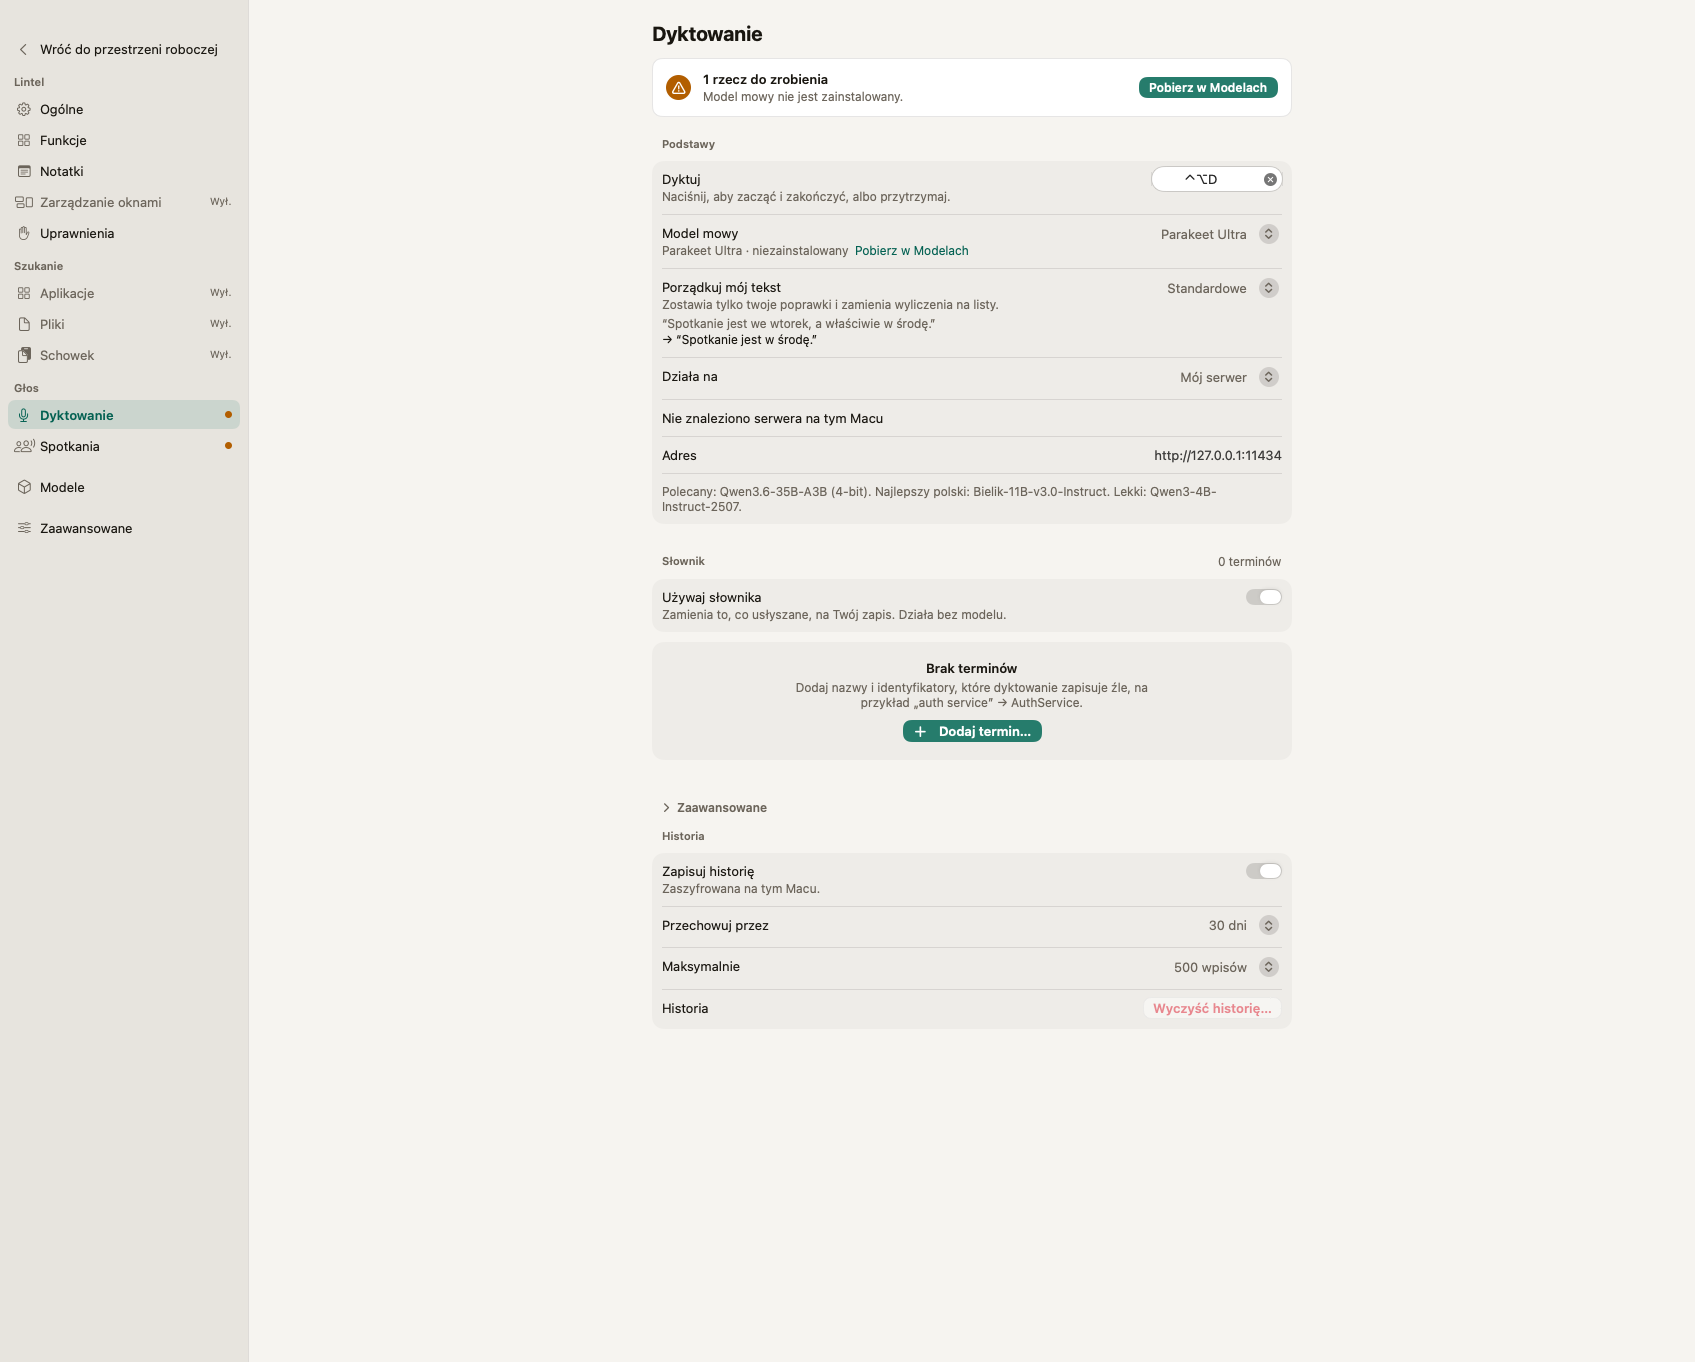 Wróć do przestrzeni roboczej
Lintel
Ogólne
Funkcje
Notatki
Zarządzanie oknami Wył.
Uprawnienia
Szukanie
Aplikacje Wył.
Pliki Wył.
Schowek Wył.
Głos
Dyktowanie
Spotkania
Modele
Zaawansowane
Dyktowanie
1 rzecz do zrobienia
Model mowy nie jest zainstalowany.
Pobierz w Modelach
Podstawy
Dyktuj
Naciśnij, aby zacząć i zakończyć, albo przytrzymaj.
^⌥D
Model mowy
Parakeet Ultra · niezainstalowany Pobierz w Modelach
Parakeet Ultra
Porządkuj mój tekst
Zostawia tylko twoje poprawki i zamienia wyliczenia na listy.
“Spotkanie jest we wtorek, a właściwie w środę.”
→ “Spotkanie jest w środę.”
Standardowe
Działa na Mój serwer
Nie znaleziono serwera na tym Macu
Adres http://127.0.0.1:11434
Polecany: Qwen3.6-35B-A3B (4-bit). Najlepszy polski: Bielik-11B-v3.0-Instruct. Lekki: Qwen3-4B-
Instruct-2507.
Słownik 0 terminów
Używaj słownika
Zamienia to, co usłyszane, na Twój zapis. Działa bez modelu.
Brak terminów
Dodaj nazwy i identyfikatory, które dyktowanie zapisuje źle, na
przykład „auth service” → AuthService.
+ Dodaj termin...
Zaawansowane
Historia
Zapisuj historię
Zaszyfrowana na tym Macu.
Przechowuj przez 30 dni
Maksymalnie 500 wpisów
Historia Wyczyść historię...